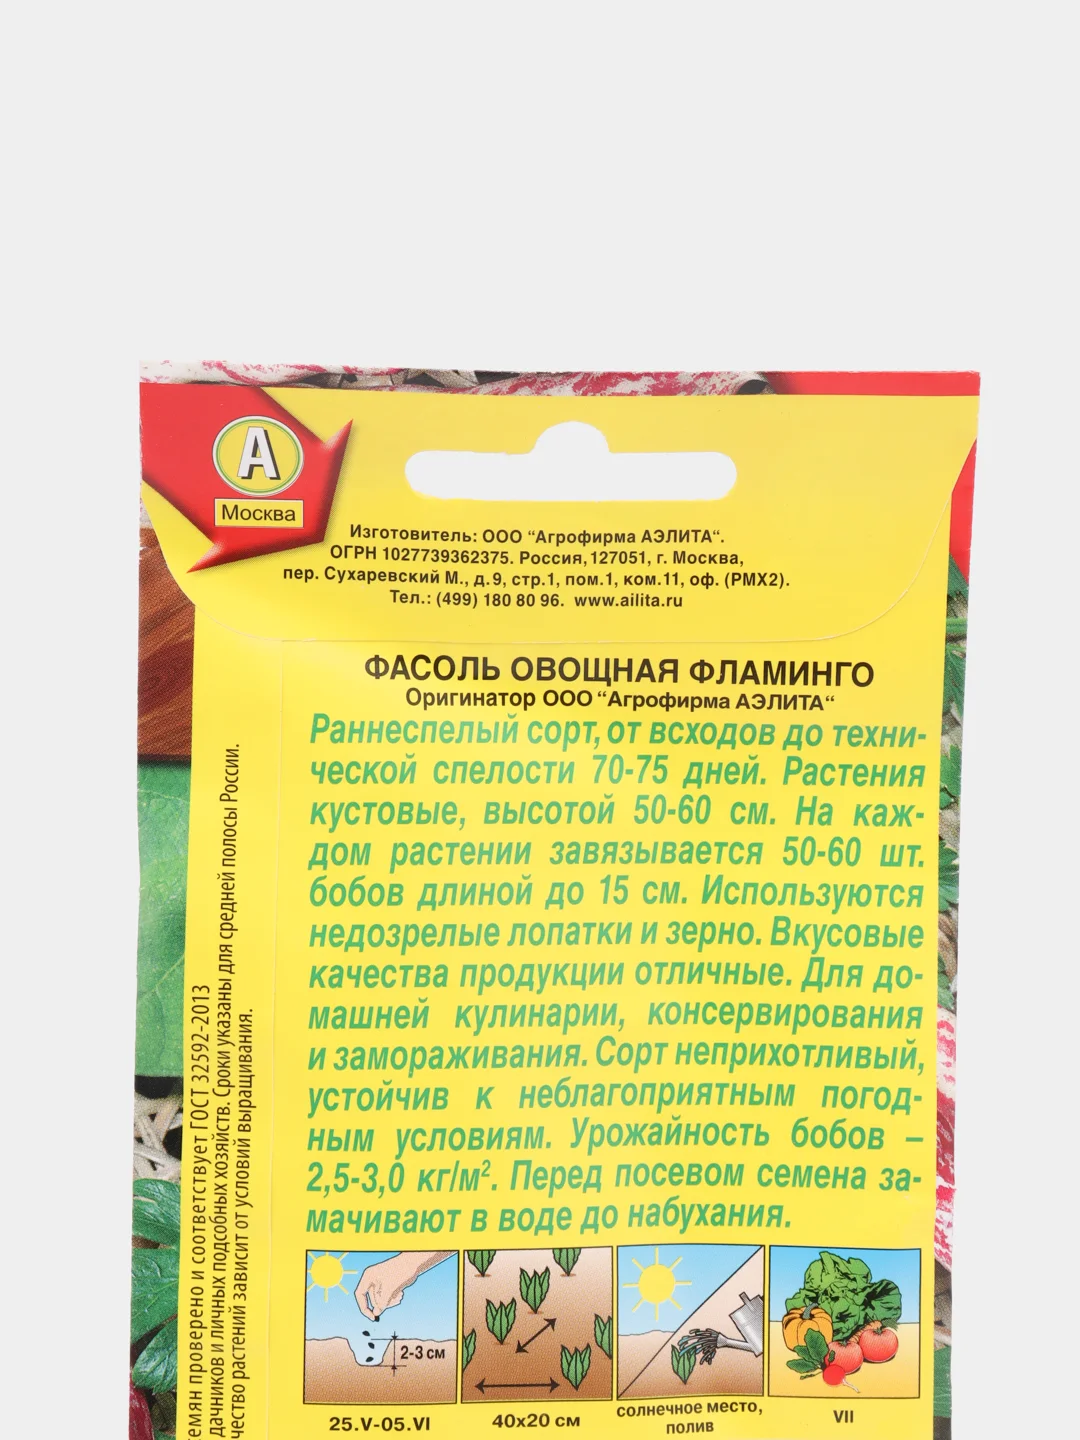 А
Москва
Изготовитель: ООО “Агрофирма АЭЛИТА“.
ОГРН 1027739362375. Россия, 127051, г. Москва,
пер. Сухаревский М., д.9, стр.1, пом.1, ком.11, оф. (РМХ2).
Тел.: (499) 180 80 96. www.ailita.ru
ФАСОЛЬ ОВОЩНАЯ ФЛАМИНГО
Оригинатор ООО “Агрофирма АЭЛИТА“
Раннеспелый сорт, от всходов до техни-
ческой спелости 70-75 дней. Растения
кустовые, высотой 50-60 см. На каж-
дом растении завязывается 50-60 шт.
бобов длиной до 15 см. Используются
недозрелые лопатки и зерно. Вкусовые
качества продукции отличные. Для до-
машней кулинарии, консервирования
и замораживания. Сорт неприхотливый,
устойчив к неблагоприятным погод-
ным условиям. Урожайность бобов –
2,5-3,0 кг/м². Перед посевом семена за-
мачивают в воде до набухания.
2-3 см
25.V-05.VI
40х20 см
солнечное место,
полив
VII
проверено и соответствует ГОСТ 32592-2013
дачников и личных подсобных хозяйств. Сроки указаны для средней полосы России.
растений зависит от условий выращивания.